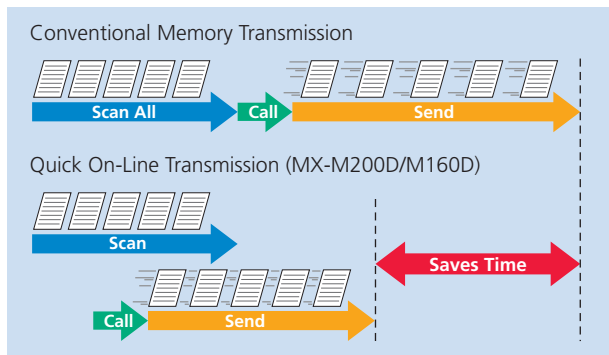 Conventional Memory Transmission
Scan All
Call
Send
Quick On-Line Transmission (MX-M200D/M160D)
Scan
Saves Time
Call
Send